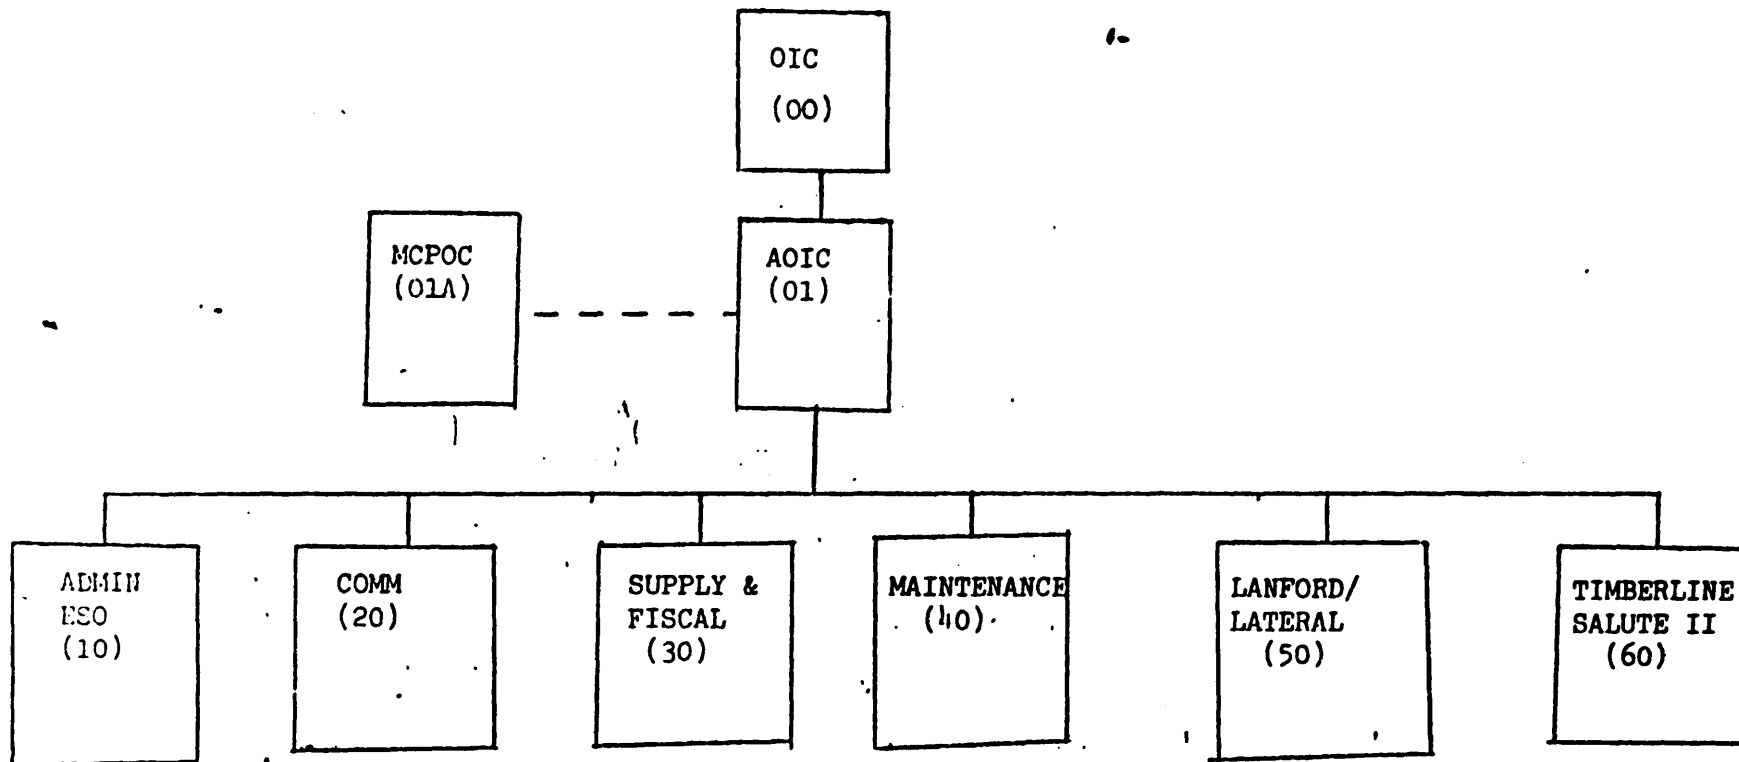 OIC
(00)
MCPOC
(01A)
AOIC
(01)
ADMIN
ESO
(10)
COMM
(20)
SUPPLY &
FISCAL
(30)
MAINTENANCE
(40)
LANFORD/
LATERAL
(50)
TIMBERLINE
SALUTE II
(60)